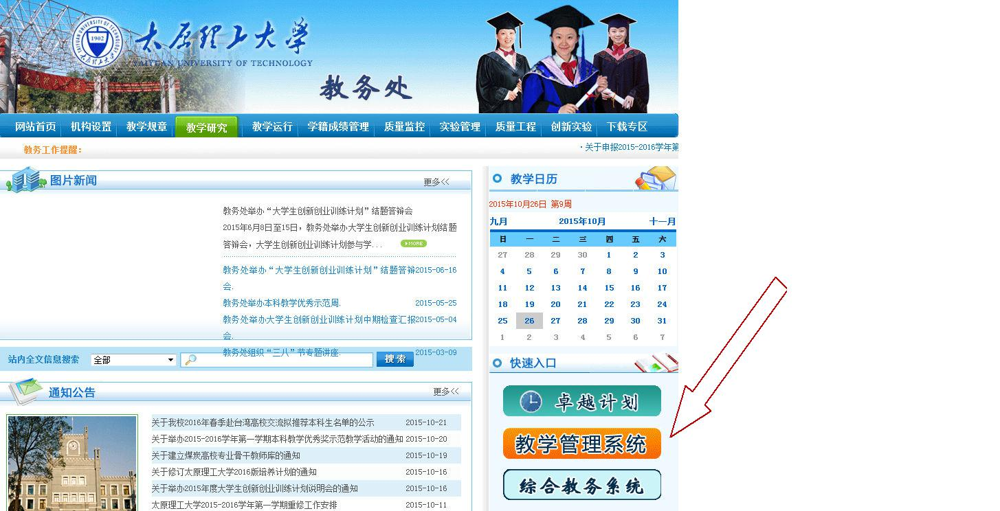 TAIYUAN UNIVERSITY OF TECHNOLOGY
1902
太原理工大学
太原理工大学
TAIYUAN UNIVERSITY OF TECHNOLOGY
教务处
网站首页 机构设置 教学规章 教学研究 教学运行 学籍成绩管理 质量监控 实验管理 质量工程 创新实验 下载专区
教务工作提醒:
·关于申报2015-2016学年第
图片新闻
更多<<
教务处举办“大学生创新创业训练计划”结题答辩会
2015年6月8日至15日，教务处举办大学生创新创业训练计划结题
答辩会，大学生创新创业训练计划参与学...
MORE
教务处举办“大学生创新创业训练计划”结题答辩2015-06-16
会.
教务处举办本科教学优秀示范周. 2015-05-25
教务处举办大学生创新创业训练计划中期检查汇报2015-05-04
会.
教务处组织“三八”节专题讲座. 2015-03-09
站内全文信息搜索 全部 搜 索
通知公告
更多<<
关于我校2016年春季赴台湾高校交流拟推荐本科生名单的公示 2015-10-21
关于举办2015-2016学年第一学期本科教学优秀奖示范教学活动的通知 2015-10-20
关于建立煤炭高校专业骨干教师库的通知 2015-10-19
关于修订太原理工大学2016版培养计划的通知 2015-10-16
关于举办2015年度大学生创新创业训练计划说明会的通知 2015-10-16
太原理工大学2015-2016学年第一学期重修工作安排 2015-10-11
教学日历
2015年10月26日 第9周
九月 2015年10月 十一月
日 一 二 三 四 五 六
27 28 29 30 1 2 3
4 5 6 7 8 9 10
11 12 13 14 15 16 17
18 19 20 21 22 23 24
25 26 27 28 29 30 31
1 2 3 4 5 6 7
快速入口
卓越计划
教学管理系统
综合教务系统